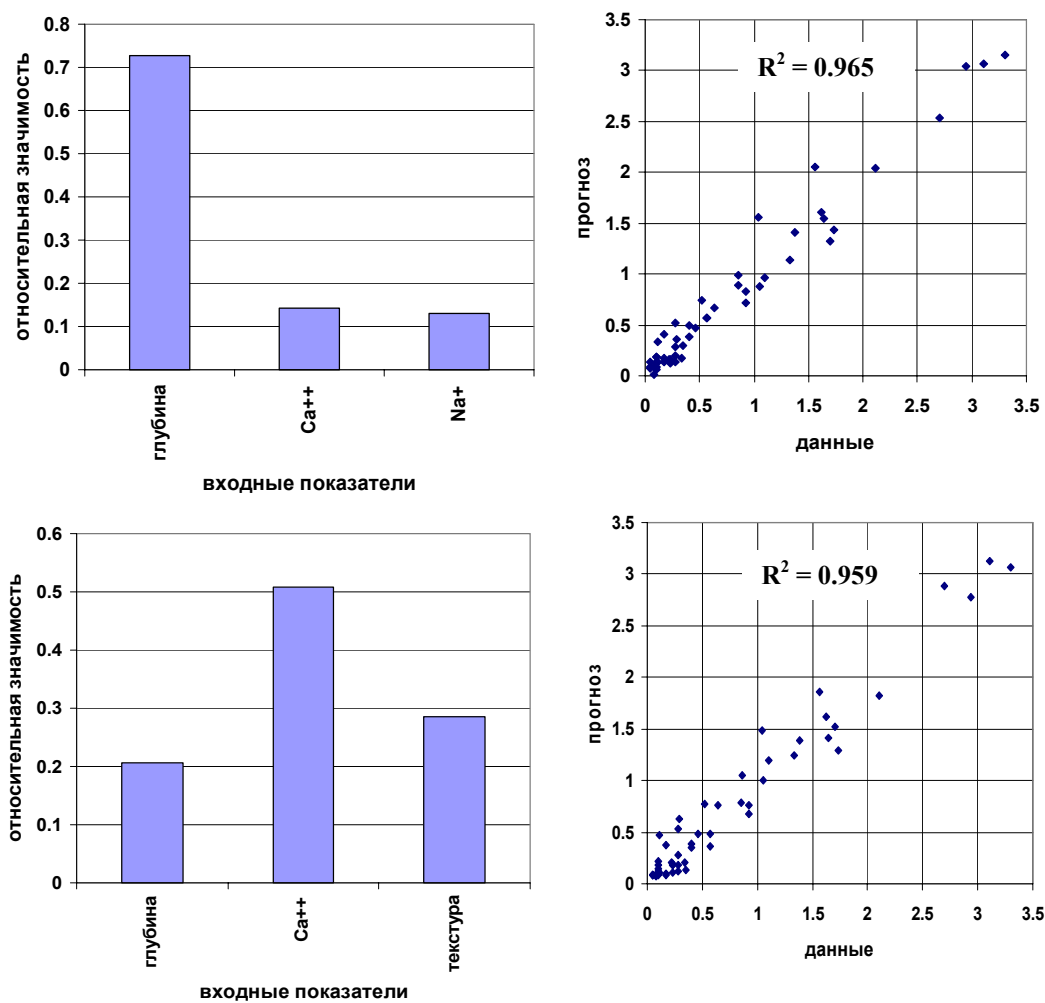 относительная значимость
0.8
0.7
0.6
0.5
0.4
0.3
0.2
0.1
0
глубина
Ca++
Na+
входные показатели
прогноз
3.5
3
2.5
2
1.5
1
0.5
0
R² = 0.965
0 0.5 1 1.5 2 2.5 3 3.5
данные
относительная значимость
0.6
0.5
0.4
0.3
0.2
0.1
0
глубина
Ca++
текстура
входные показатели
прогноз
3.5
3
2.5
2
1.5
1
0.5
0
R² = 0.959
0 0.5 1 1.5 2 2.5 3 3.5
данные